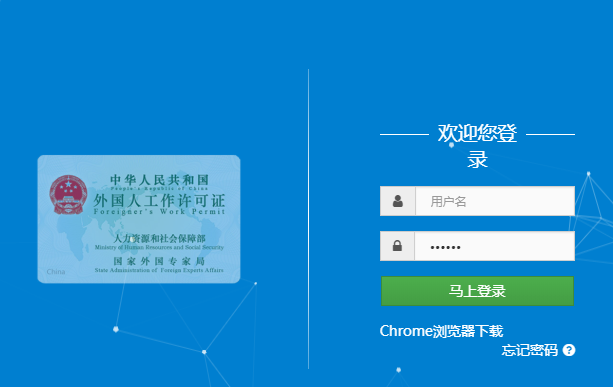 中华人民共和国
People's Republic of China
外国人工作许可证
Foreigner's Work Permit
人力资源和社会保障部
Ministry of Human Resources and Social Security
国家外国专家局
State Administration of Foreign Experts Affairs
China
欢迎您登
录
用户名
••••••
马上登录
Chrome浏览器下载
忘记密码 ?